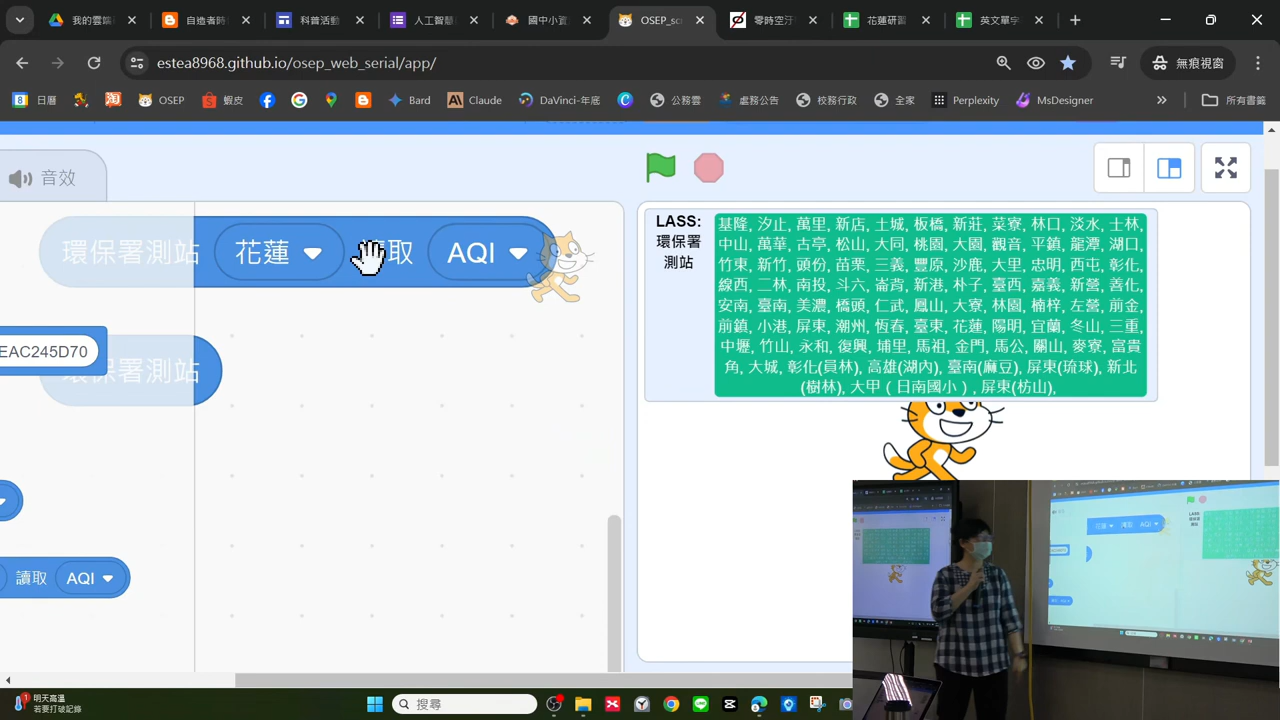 我的雲端
自造者時
科普活動
人工智慧
國中小資
OSEP_sc
零時空汙
花蓮研習
英文單字
estea8968.github.io/osep_web_serial/app/
無痕視窗
日曆
淘
OSEP
蝦皮
Bard
Claude
DaVinci-年底
公務雲
處務公告
校務行政
全家
Perplexity
MsDesigner
所有書籤
音效
環保署測站 花蓮 讀取 AQI
EAC245D70
環保署測站
讀取 AQI
LASS:
環保署
測站
基隆, 汐止, 萬里, 新店, 土城, 板橋, 新莊, 菜寮, 林口, 淡水, 士林,
中山, 萬華, 古亭, 松山, 大同, 桃園, 大園, 觀音, 平鎮, 龍潭, 湖口,
竹東, 新竹, 頭份, 苗栗, 三義, 豐原, 沙鹿, 大里, 忠明, 西屯, 彰化,
線西, 二林, 南投, 斗六, 崙背, 新港, 朴子, 臺西, 嘉義, 新營, 善化,
安南, 臺南, 美濃, 橋頭, 仁武, 鳳山, 大寮, 林園, 楠梓, 左營, 前金,
前鎮, 小港, 屏東, 潮州, 恆春, 臺東, 花蓮, 陽明, 宜蘭, 冬山, 三重,
中壢, 竹山, 永和, 復興, 埔里, 馬祖, 金門, 馬公, 關山, 麥寮, 富貴
角, 大城, 彰化(員林), 高雄(湖內), 臺南(麻豆), 屏東(琉球), 新北
(樹林), 大甲（日南國小）, 屏東(枋山),
明天高溫
若要打破記錄
搜尋